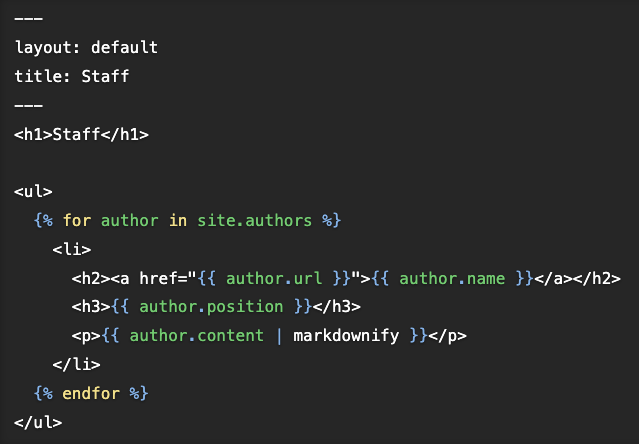 ---
layout: default
title: Staff
---
<h1>Staff</h1>

<ul>
  {% for author in site.authors %}
    <li>
      <h2><a href="{{ author.url }}">{{ author.name }}</a></h2>
      <h3>{{ author.position }}</h3>
      <p>{{ author.content | markdownify }}</p>
    </li>
  {% endfor %}
</ul>